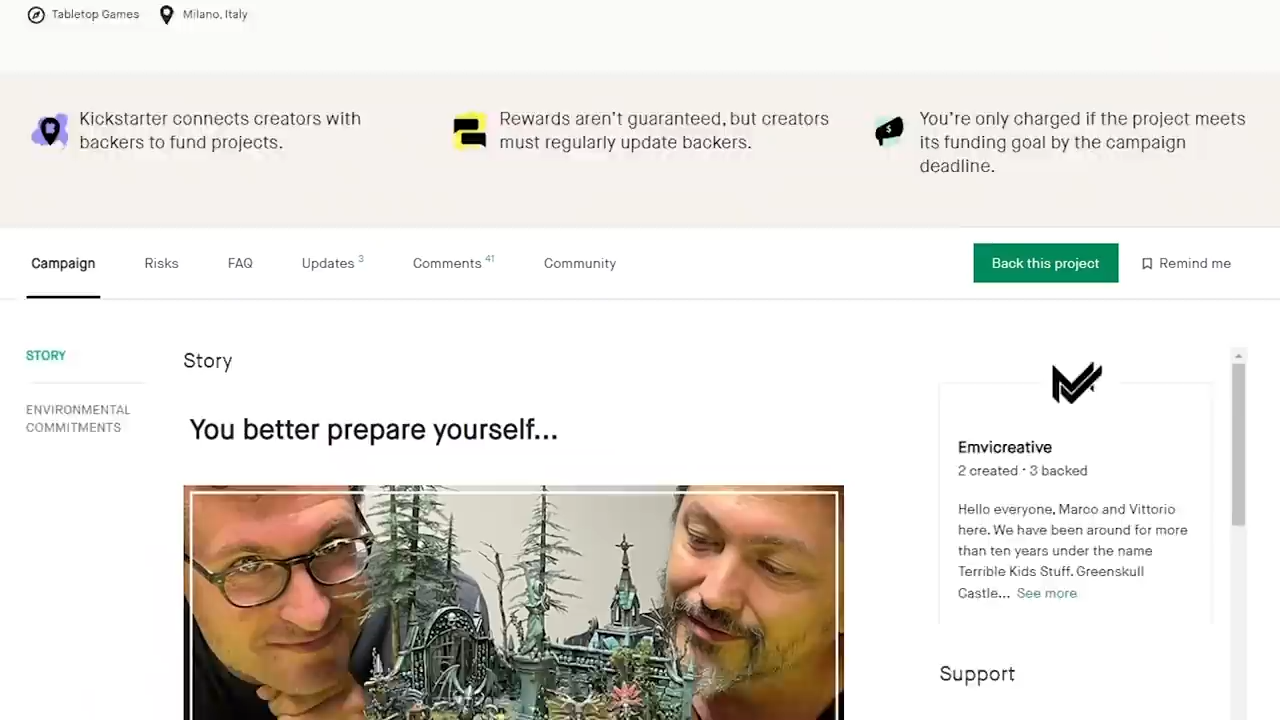 Tabletop Games Milano, Italy
Kickstarter connects creators with
backers to fund projects.
Rewards aren't guaranteed, but creators
must regularly update backers.
You're only charged if the project meets
its funding goal by the campaign
deadline.
Campaign Risks FAQ Updates 3 Comments 41 Community Back this project Remind me
STORY
ENVIRONMENTAL
COMMITMENTS
Story
You better prepare yourself...
Emvicreative
2 created · 3 backed
Hello everyone, Marco and Vittorio
here. We have been around for more
than ten years under the name
Terrible Kids Stuff. Greenskull
Castle... See more
Support